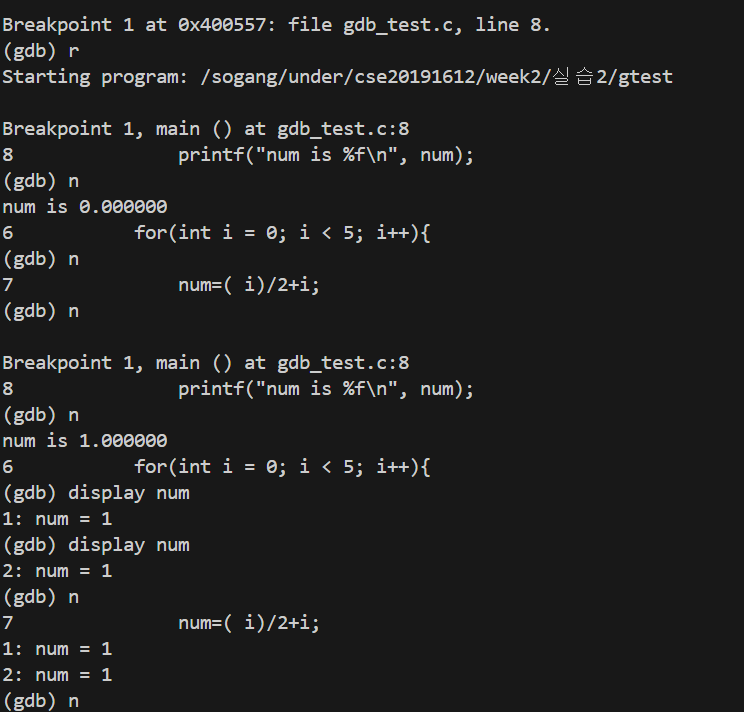 Breakpoint 1 at 0x400557: file gdb_test.c, line 8.
(gdb) r
Starting program: /sogang/under/cse20191612/week2/실습2/gtest

Breakpoint 1, main () at gdb_test.c:8
8               printf("num is %f\n", num);
(gdb) n
num is 0.000000
6           for(int i = 0; i < 5; i++){
(gdb) n
7               num=( i)/2+i;
(gdb) n

Breakpoint 1, main () at gdb_test.c:8
8               printf("num is %f\n", num);
(gdb) n
num is 1.000000
6           for(int i = 0; i < 5; i++){
(gdb) display num
1: num = 1
(gdb) display num
2: num = 1
(gdb) n
7               num=( i)/2+i;
1: num = 1
2: num = 1
(gdb) n